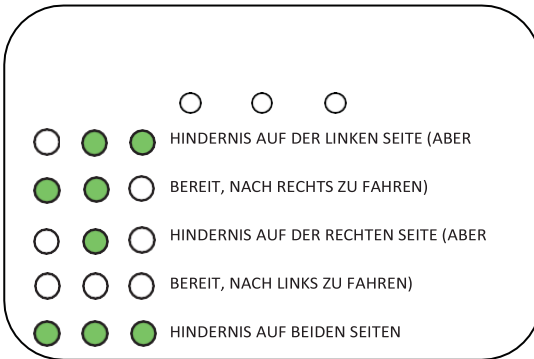 HINDERNIS AUF DER LINKEN SEITE (ABER
BEREIT, NACH RECHTS ZU FAHREN)
HINDERNIS AUF DER RECHTEN SEITE (ABER
BEREIT, NACH LINKS ZU FAHREN)
HINDERNIS AUF BEIDEN SEITEN